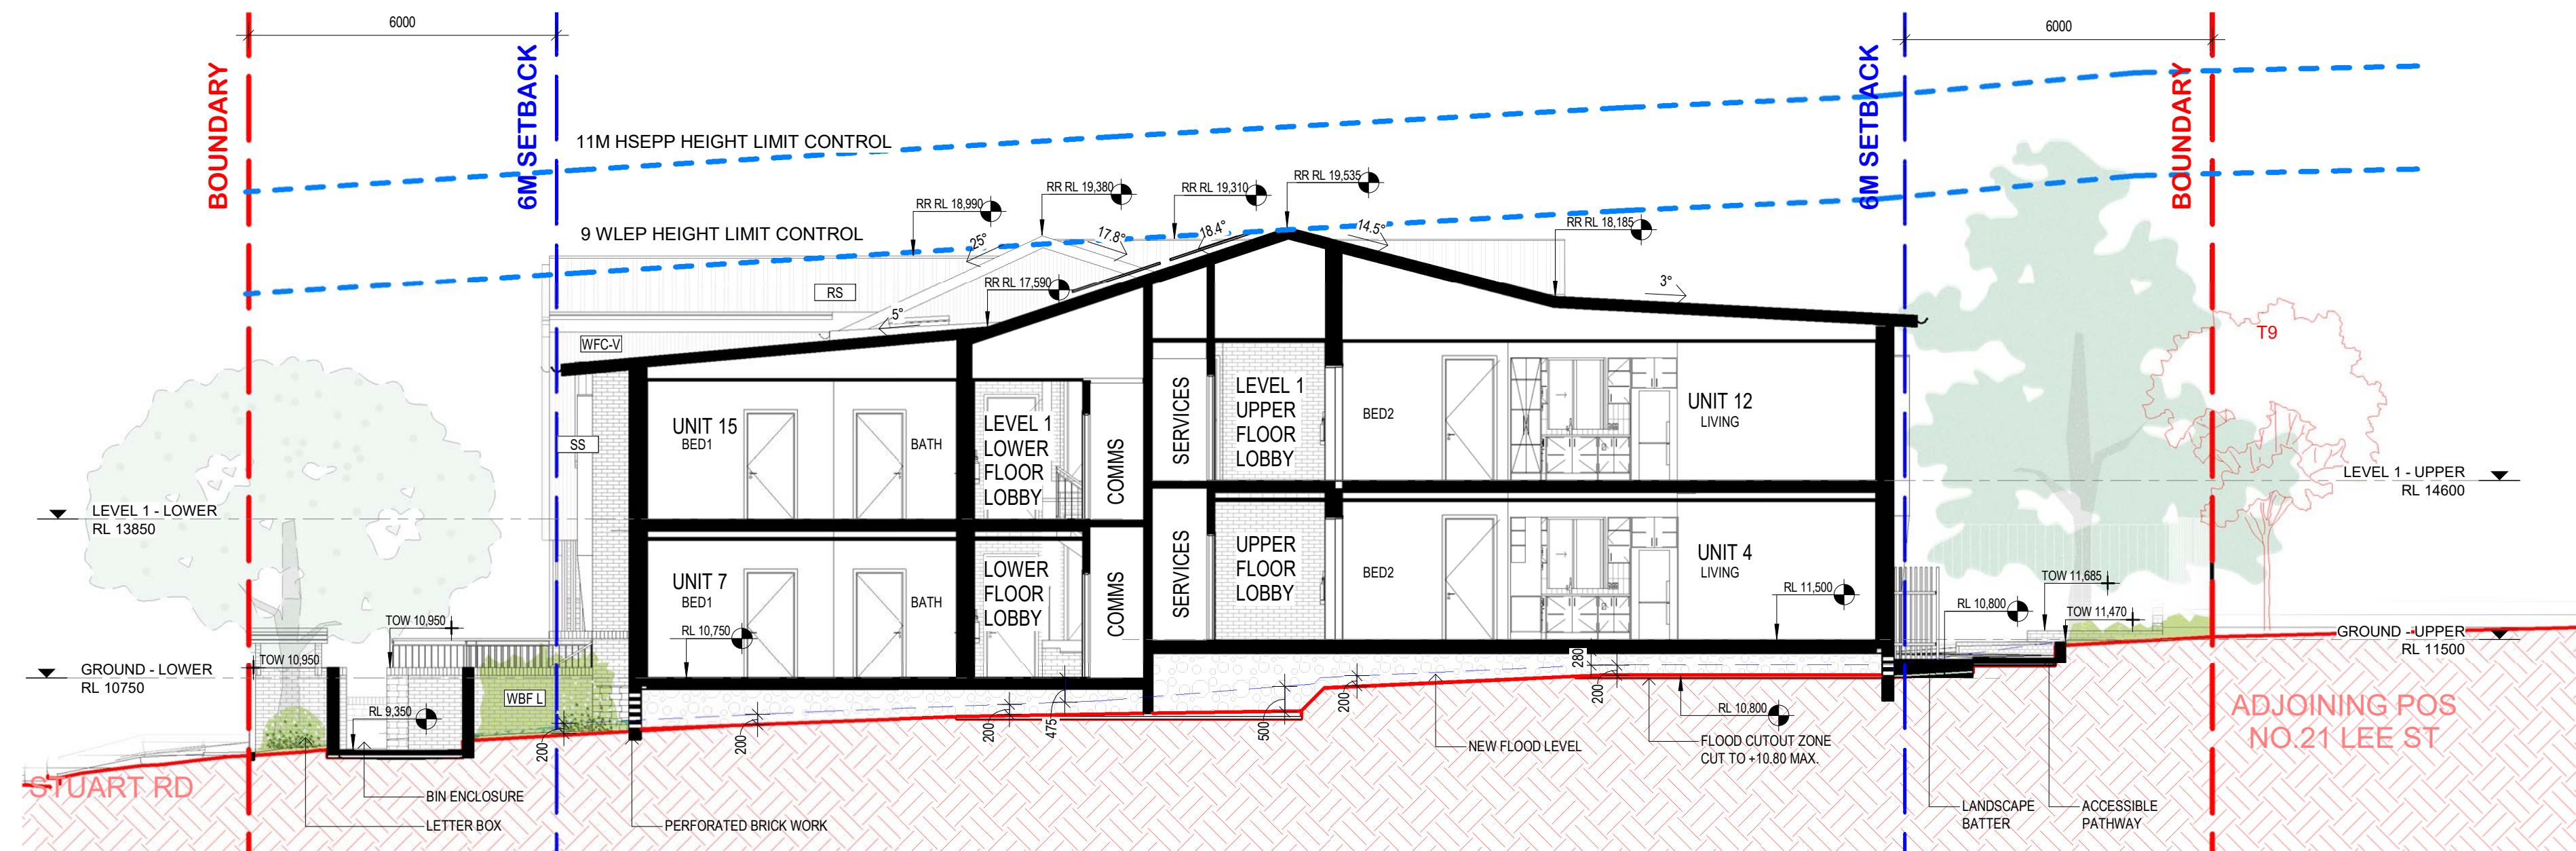 6000
6000
BOUNDARY
6M SETBACK
6M SETBACK
BOUNDARY
11M HSEPP HEIGHT LIMIT CONTROL
9 WLEP HEIGHT LIMIT CONTROL
RR RL 18,990
RR RL 19,380
RR RL 19,310
RR RL 19,535
RR RL 18,185
RR RL 17,590
25°
17.8°
18.4°
14.5°
3°
5°
RS
WFC-V
SS
T9
UNIT 15
BED1
BATH
LEVEL 1
LOWER
FLOOR
LOBBY
COMMS
SERVICES
LEVEL 1
UPPER
FLOOR
LOBBY
BED2
UNIT 12
LIVING
LEVEL 1 - LOWER
RL 13850
LEVEL 1 - UPPER
RL 14600
UNIT 7
BED1
BATH
RL 10,750
LOWER
FLOOR
LOBBY
COMMS
SERVICES
UPPER
FLOOR
LOBBY
BED2
UNIT 4
LIVING
RL 11,500
TOW 10,950
TOW 10,950
TOW 11,685
RL 10,800
TOW 11,470
GROUND - LOWER
RL 10750
GROUND - UPPER
RL 11500
WBF L
RL 9,350
200
200
200
475
500
200
280
200
RL 10,800
NEW FLOOD LEVEL
FLOOD CUTOUT ZONE
CUT TO +10.80 MAX.
STUART RD
ADJOINING POS
NO.21 LEE ST
BIN ENCLOSURE
LETTER BOX
PERFORATED BRICK WORK
LANDSCAPE
BATTER
ACCESSIBLE
PATHWAY